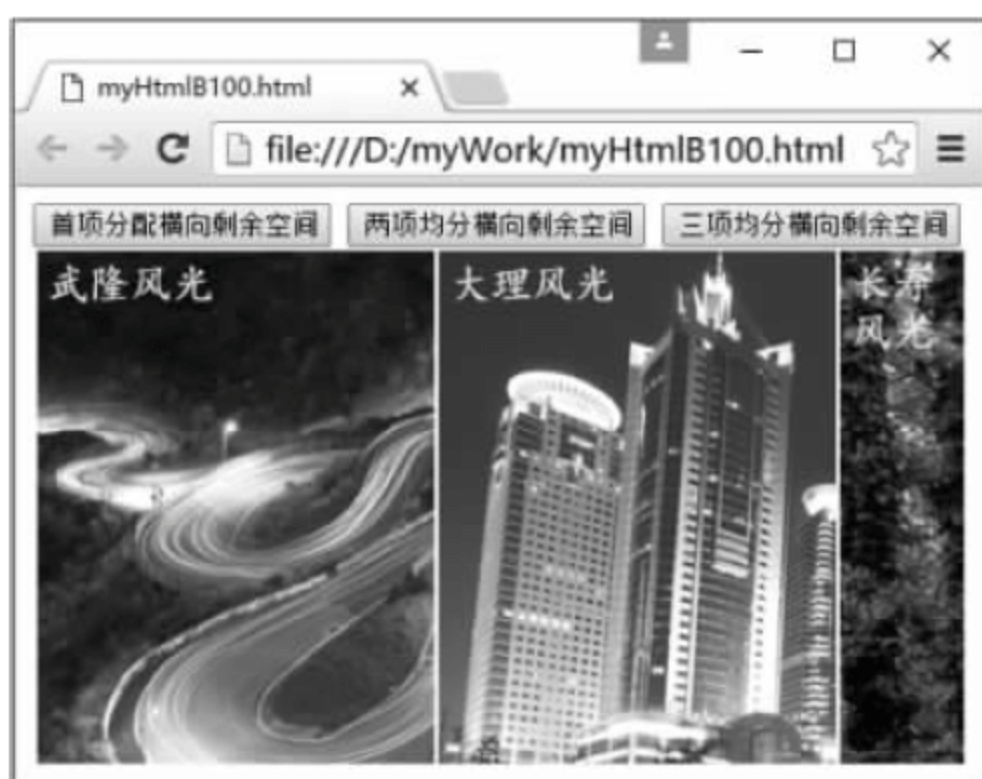 myHtmlB100.html
file:///D:/myWork/myHtmlB100.html
首项分配横向剩余空间 两项均分横向剩余空间 三项均分横向剩余空间
武隆风光 大理风光 长寿
风光